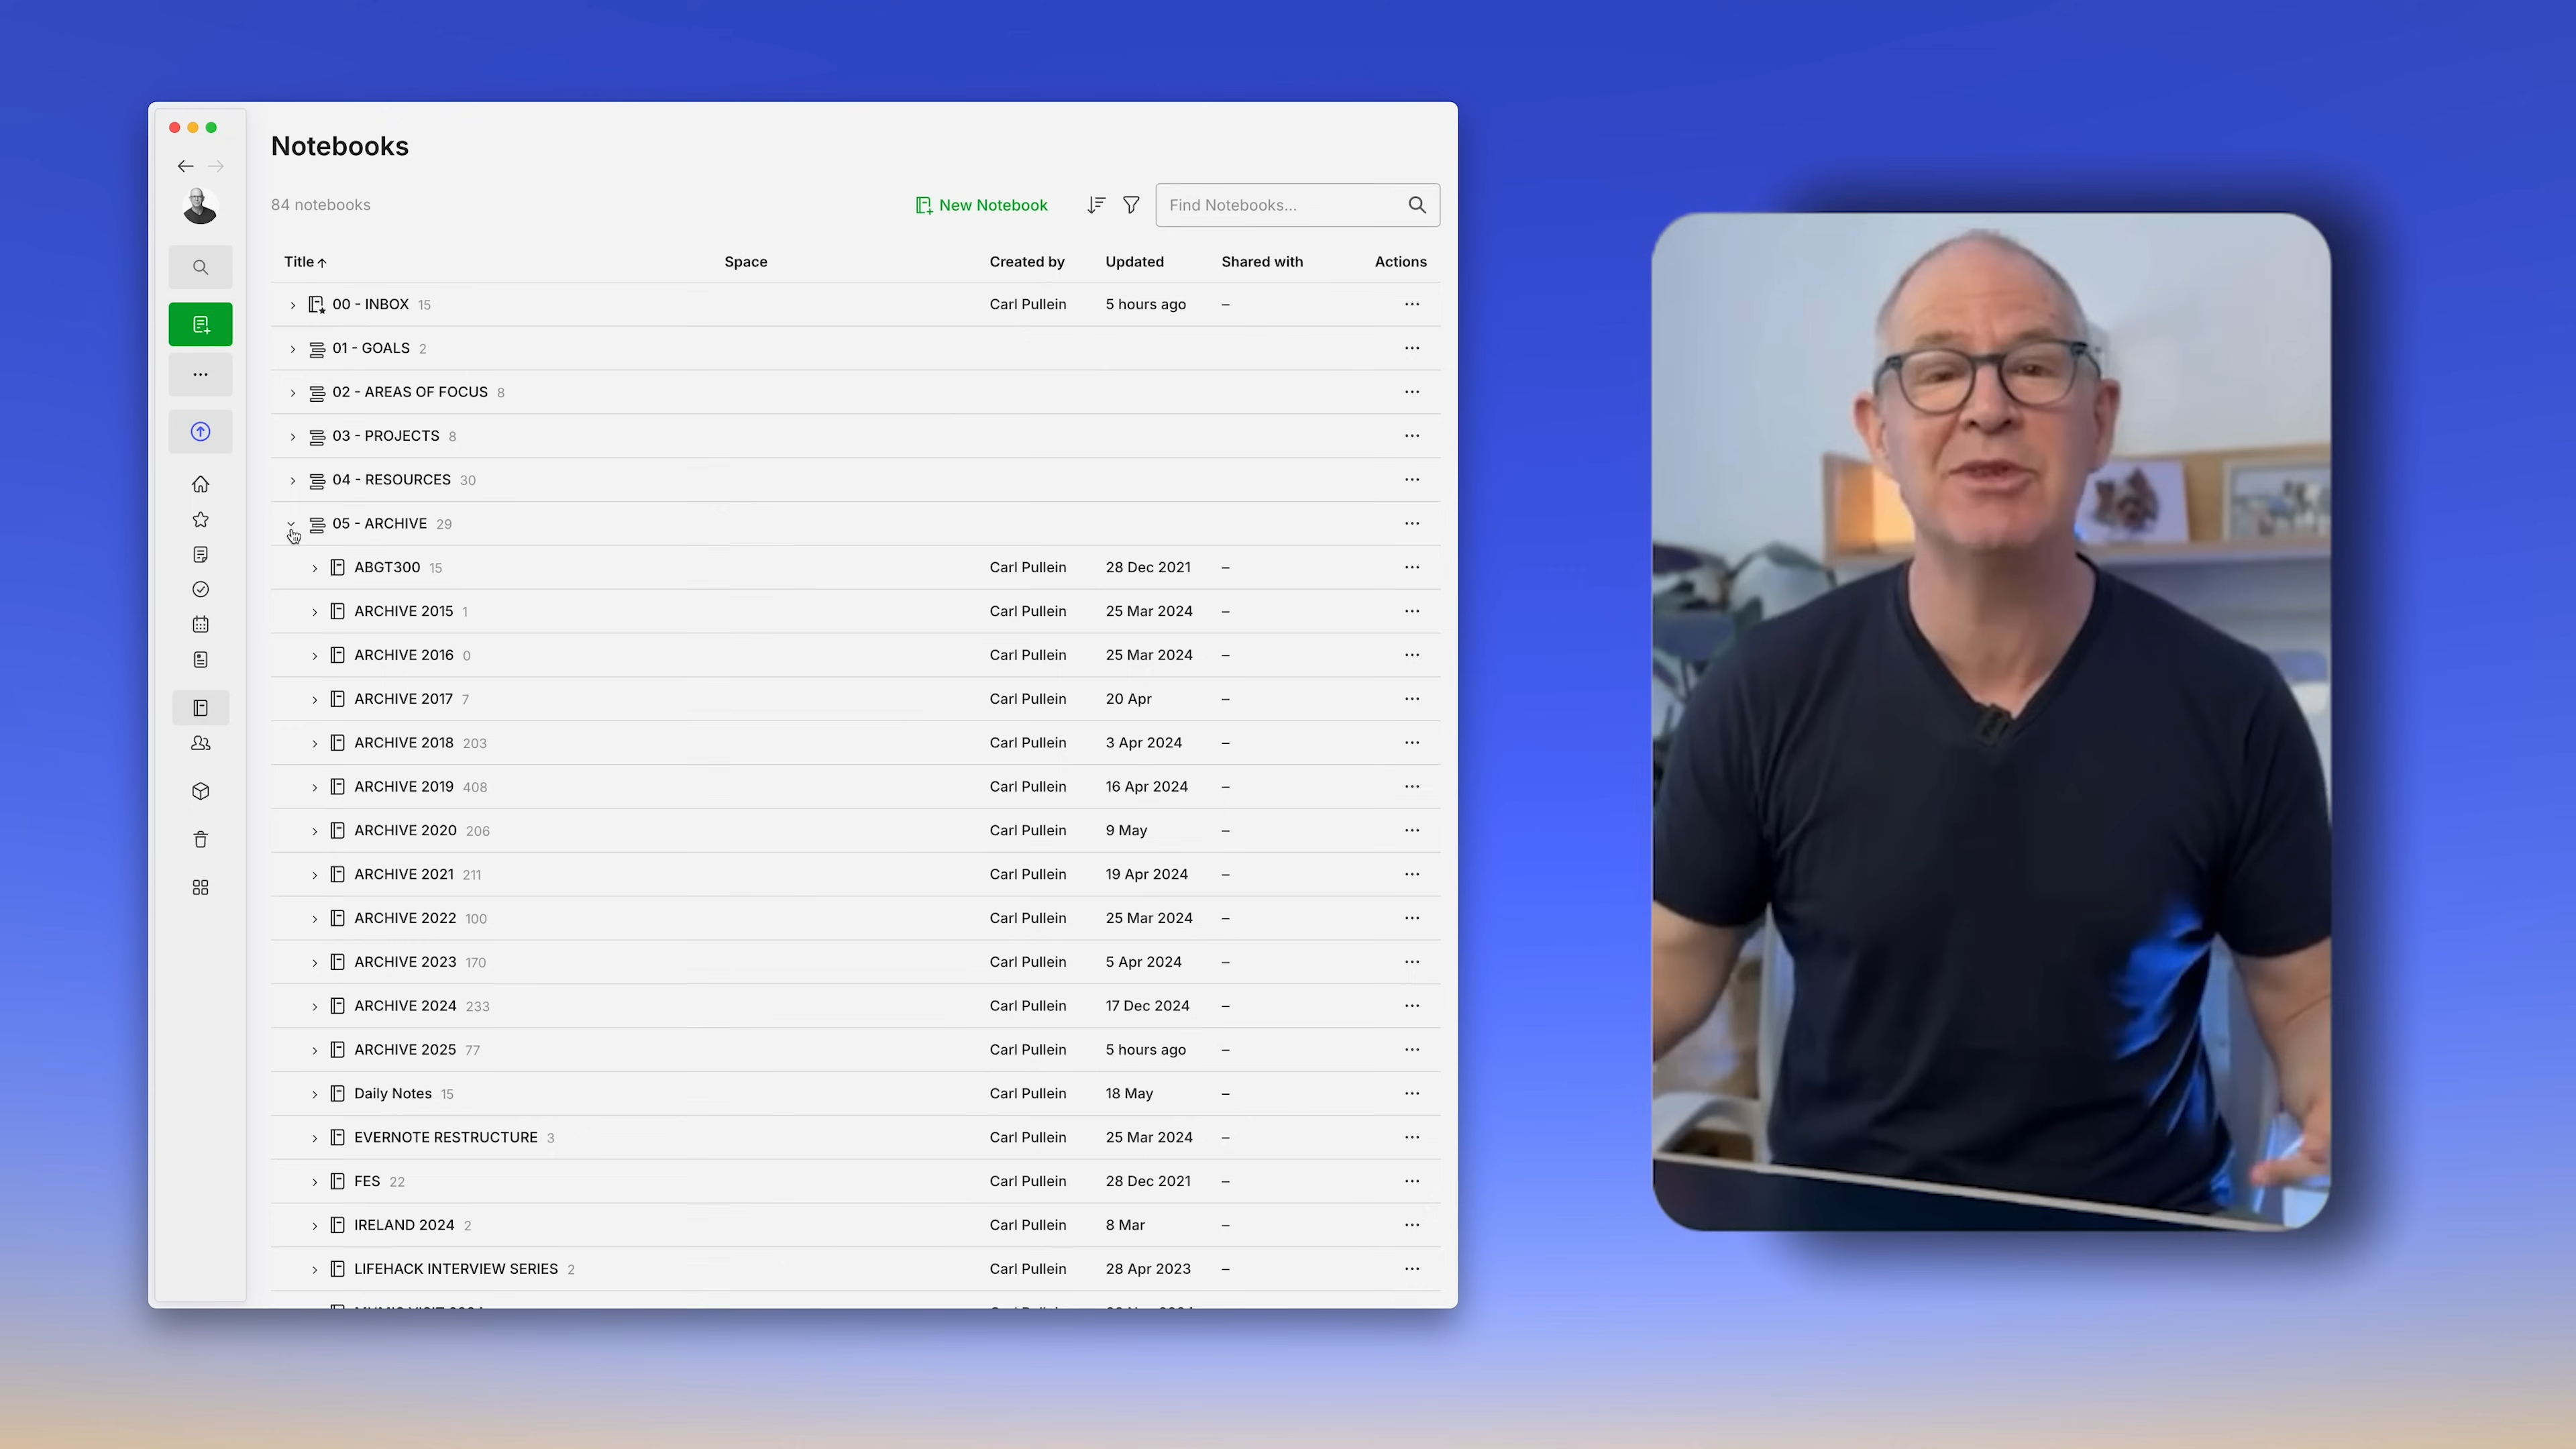 Notebooks
84 notebooks
New Notebook
Find Notebooks...
Title Space Created by Updated Shared with Actions
00 - INBOX 15 Carl Pullein 5 hours ago –
01 - GOALS 2
02 - AREAS OF FOCUS 8
03 - PROJECTS 8
04 - RESOURCES 30
05 - ARCHIVE 29
ABGT300 15 Carl Pullein 28 Dec 2021 –
ARCHIVE 2015 1 Carl Pullein 25 Mar 2024 –
ARCHIVE 2016 0 Carl Pullein 25 Mar 2024 –
ARCHIVE 2017 7 Carl Pullein 20 Apr –
ARCHIVE 2018 203 Carl Pullein 3 Apr 2024 –
ARCHIVE 2019 408 Carl Pullein 16 Apr 2024 –
ARCHIVE 2020 206 Carl Pullein 9 May –
ARCHIVE 2021 211 Carl Pullein 19 Apr 2024 –
ARCHIVE 2022 100 Carl Pullein 25 Mar 2024 –
ARCHIVE 2023 170 Carl Pullein 5 Apr 2024 –
ARCHIVE 2024 233 Carl Pullein 17 Dec 2024 –
ARCHIVE 2025 77 Carl Pullein 5 hours ago –
Daily Notes 15 Carl Pullein 18 May –
EVERNOTE RESTRUCTURE 3 Carl Pullein 25 Mar 2024 –
FES 22 Carl Pullein 28 Dec 2021 –
IRELAND 2024 2 Carl Pullein 8 Mar –
LIFEHACK INTERVIEW SERIES 2 Carl Pullein 28 Apr 2023 –